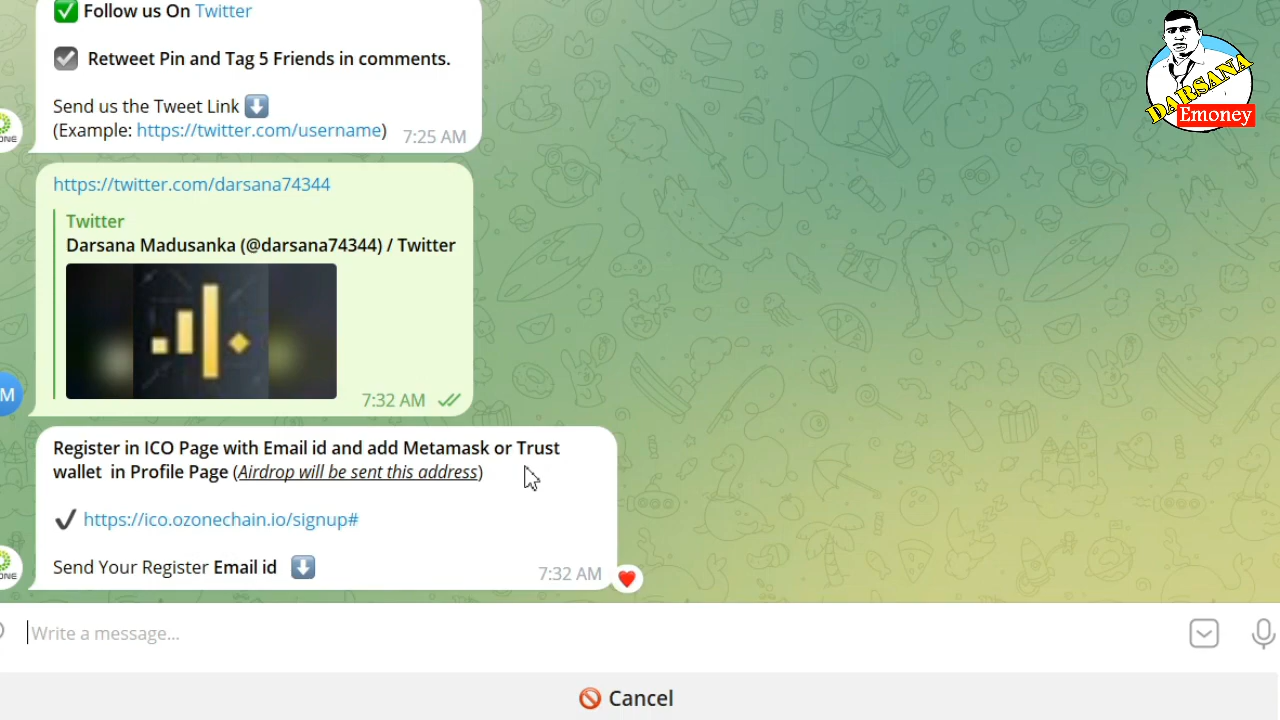 Follow us On Twitter
Retweet Pin and Tag 5 Friends in comments.
Send us the Tweet Link
(Example: https://twitter.com/username) 7:25 AM
https://twitter.com/darsana74344
Twitter
Darsana Madusanka (@darsana74344) / Twitter
7:32 AM
M
Register in ICO Page with Email id and add Metamask or Trust
wallet in Profile Page (Airdrop will be sent this address)
https://ico.ozonechain.io/signup#
Send Your Register Email id
7:32 AM
Write a message...
Cancel
DARSANA
Emoney